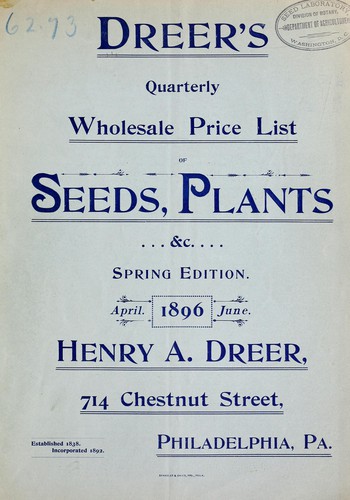 62.73
DREER'S
SEED LABORATORY
DIVISION OF BOTANY,
DEPARTMENT OF AGRICULTURE
WASHINGTON, D.C.
Quarterly
Wholesale Price List
OF
SEEDS, PLANTS
...&c....
SPRING EDITION.
April. 1896 June.
HENRY A. DREER,
714 Chestnut Street,
PHILADELPHIA, PA.
Established 1838.
Incorporated 1892.